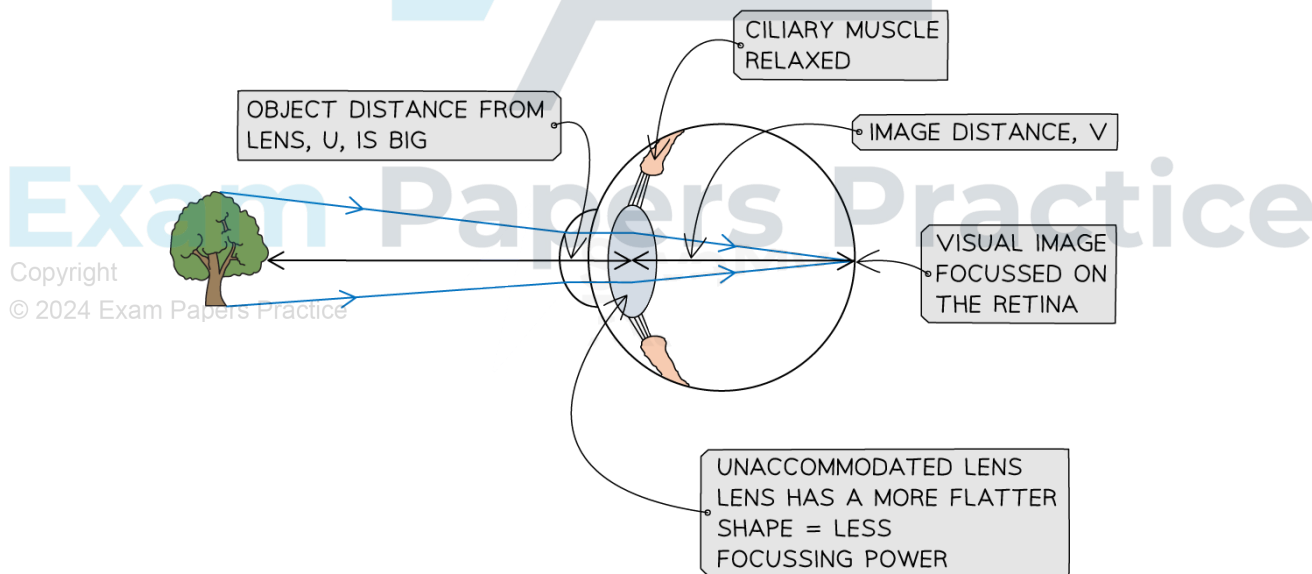 CILIARY MUSCLE
RELAXED
OBJECT DISTANCE FROM
LENS, U, IS BIG
IMAGE DISTANCE, V
Exam Papers Practice
Copyright
© 2024 Exam Papers Practice
VISUAL IMAGE
FOCUSSED ON
THE RETINA
UNACCOMMODATED LENS
LENS HAS A MORE FLATTER
SHAPE = LESS
FOCUSSING POWER